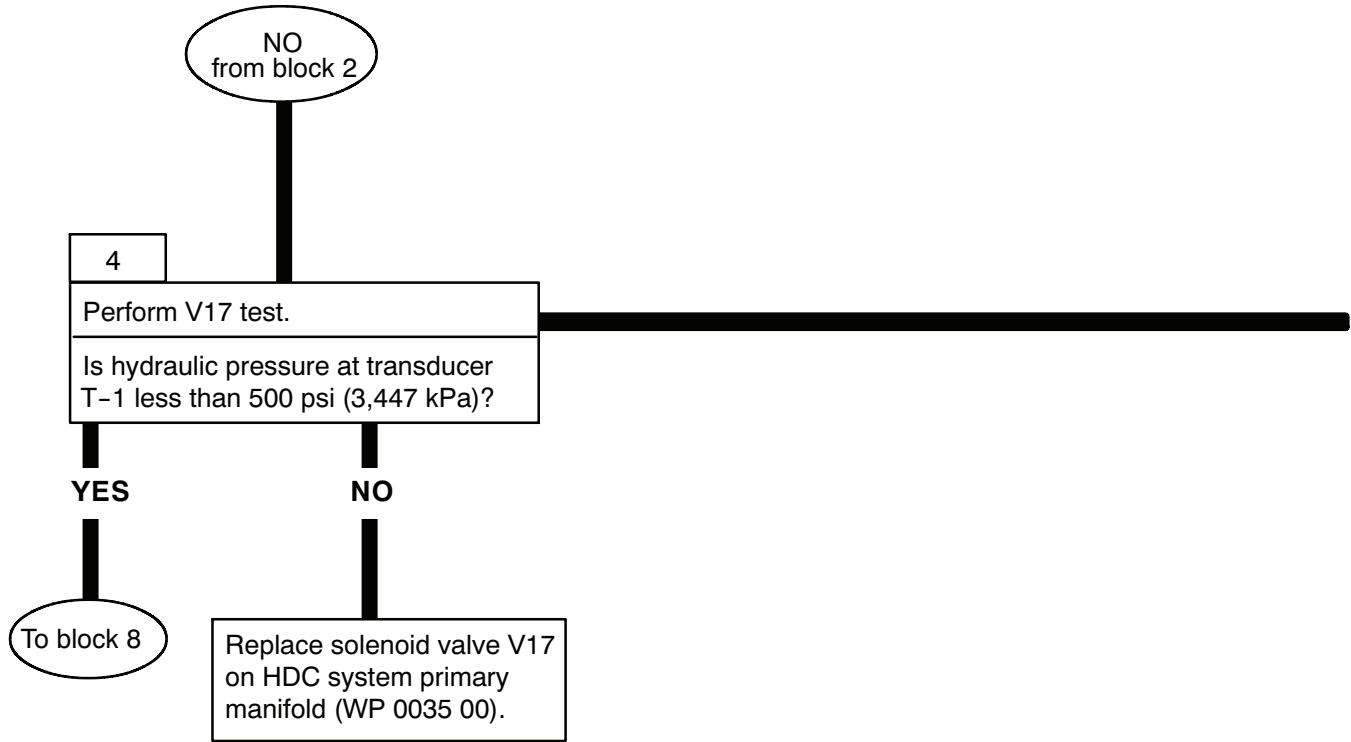 NO
from block 2
4
Perform V17 test.
Is hydraulic pressure at transducer
T-1 less than 500 psi (3,447 kPa)?
YES
NO
To block 8
Replace solenoid valve V17
on HDC system primary
manifold (WP 0035 00).